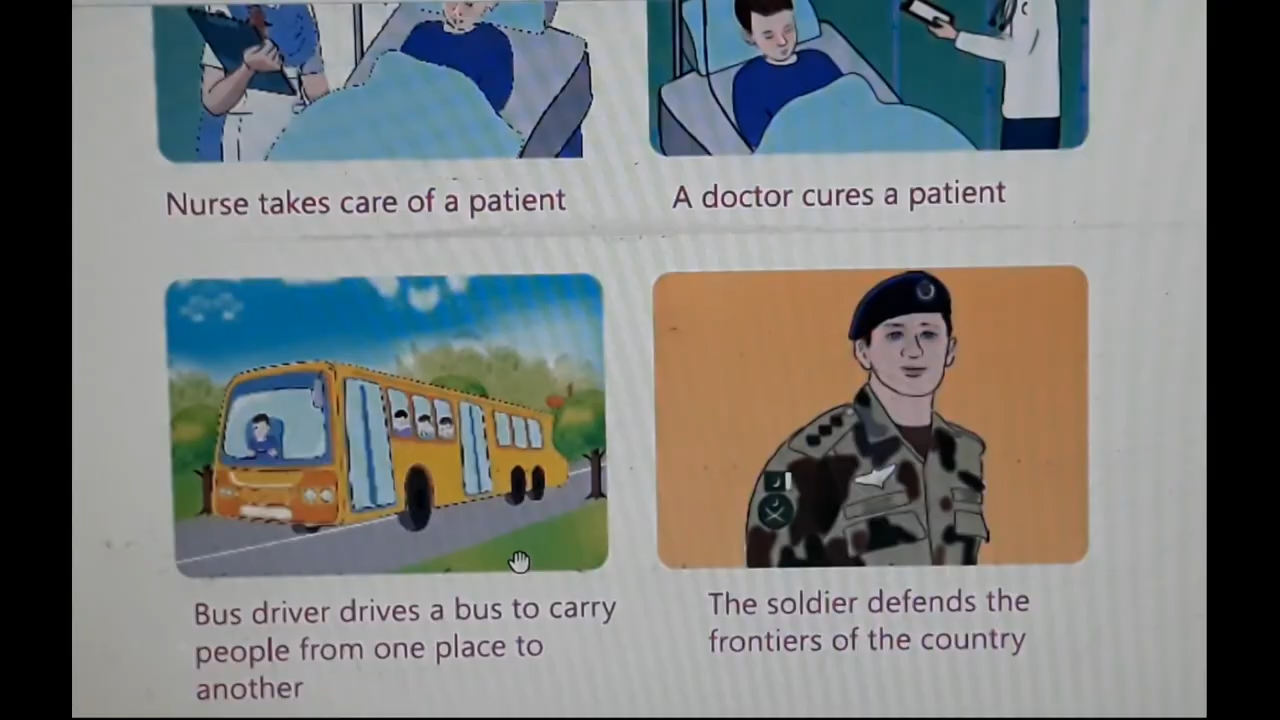 Nurse takes care of a patient
A doctor cures a patient
Bus driver drives a bus to carry
people from one place to
another
The soldier defends the
frontiers of the country